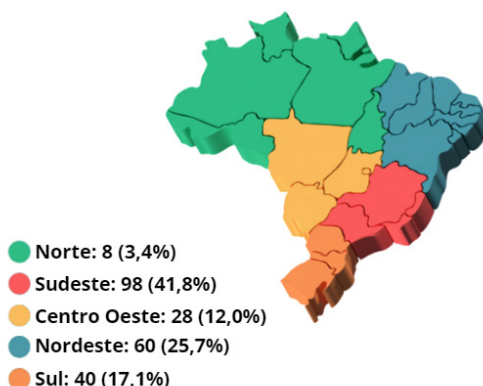 Norte: 8 (3,4%)
Sudeste: 98 (41,8%)
Centro Oeste: 28 (12,0%)
Nordeste: 60 (25,7%)
Sul: 40 (17,1%)